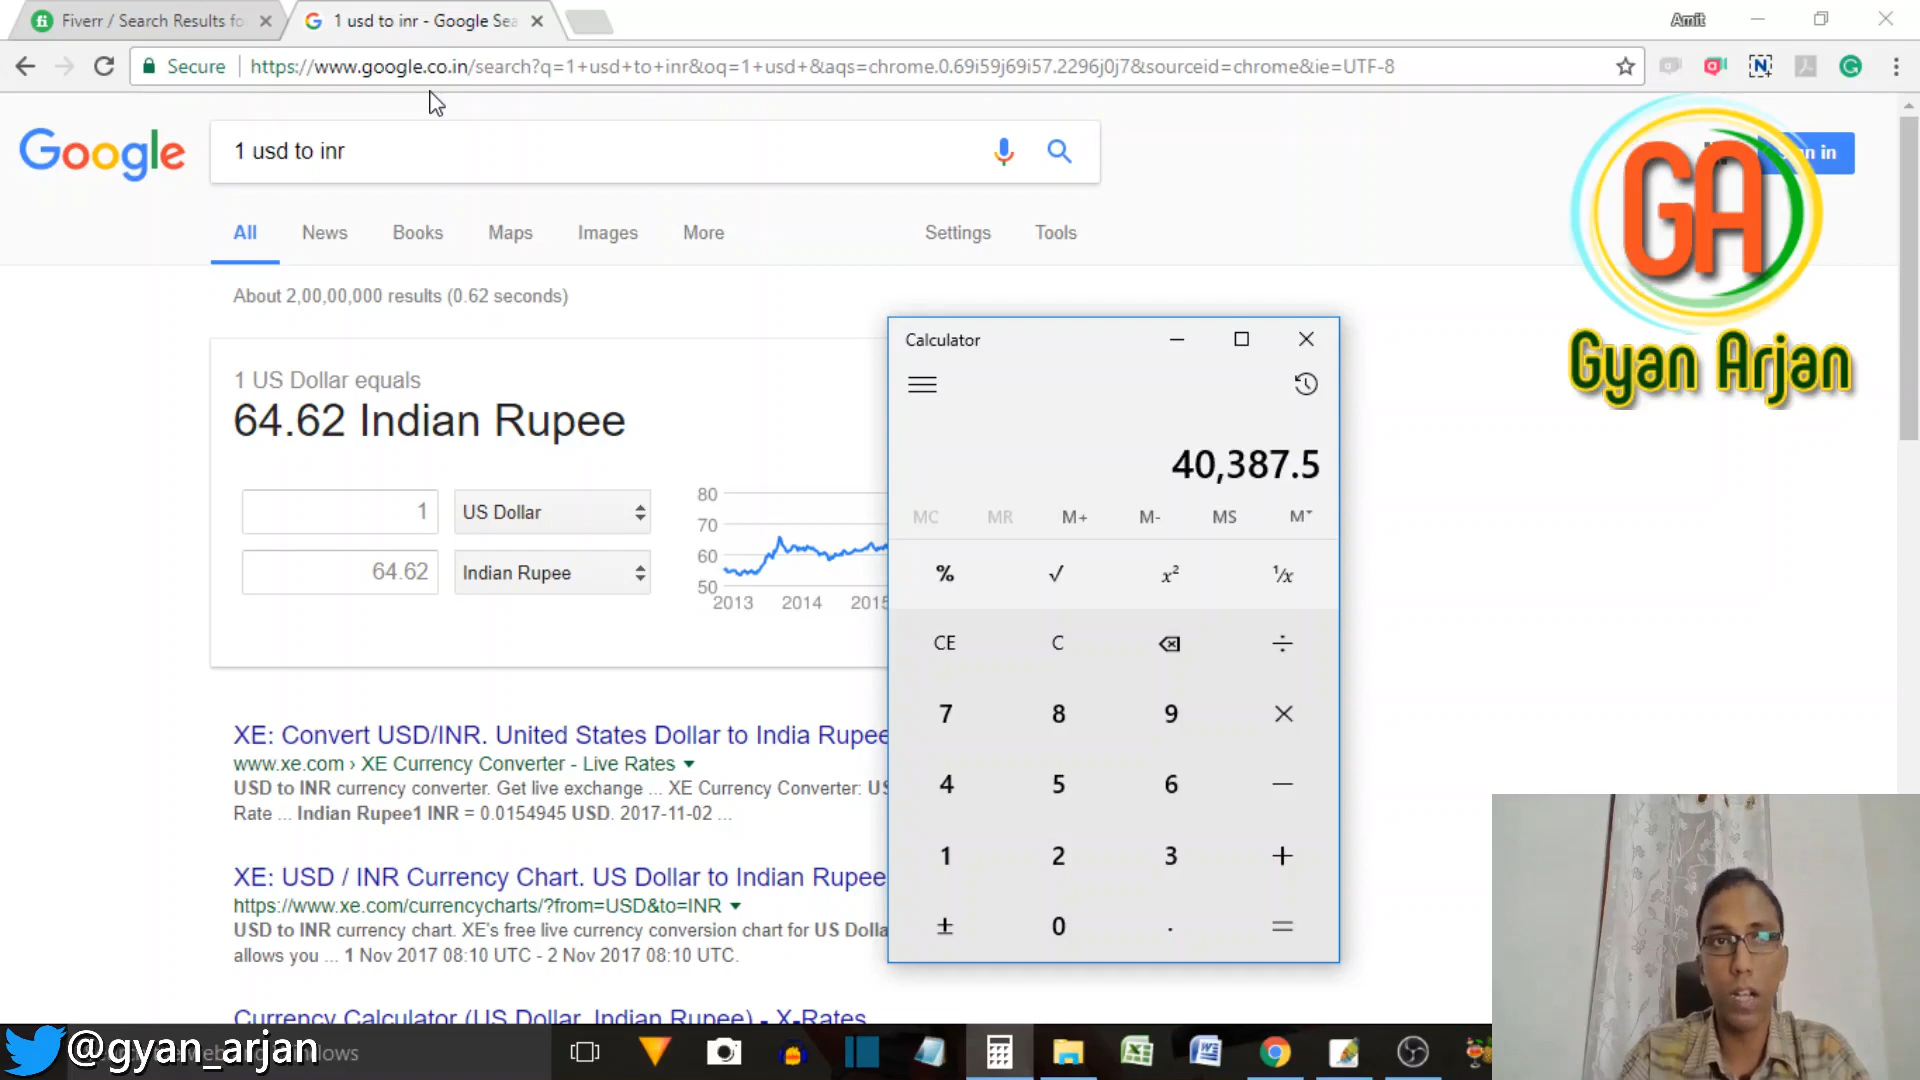 Fiverr / Search Results fo
1 usd to inr - Google Sea
Amit
Secure
https://www.google.co.in/search?q=1+usd+to+inr&oq=1+usd+&aqs=chrome.0.69i59j69i57.2296j0j7&sourceid=chrome&ie=UTF-8
Google
1 usd to inr
in
GA
Gyan Arjan
All News Books Maps Images More Settings Tools
About 2,00,00,000 results (0.62 seconds)
1 US Dollar equals
64.62 Indian Rupee
1 US Dollar
64.62 Indian Rupee
80
70
60
50
2013 2014 2015
Calculator
40,387.5
MC MR M+ M- MS M
% √ x² ¹/x
CE C ÷
7 8 9 ×
4 5 6 −
1 2 3 +
± 0 . =
XE: Convert USD/INR. United States Dollar to India Rupee
www.xe.com › XE Currency Converter - Live Rates
USD to INR currency converter. Get live exchange ... XE Currency Converter: US
Rate ... Indian Rupee1 INR = 0.0154945 USD. 2017-11-02 ...
XE: USD / INR Currency Chart. US Dollar to Indian Rupee
https://www.xe.com/currencycharts/?from=USD&to=INR
USD to INR currency chart. XE's free live currency conversion chart for US Dolla
allows you ... 1 Nov 2017 08:10 UTC - 2 Nov 2017 08:10 UTC.
Currency Calculator (US Dollar, Indian Rupee) - X-Rates
@gyan_arjan